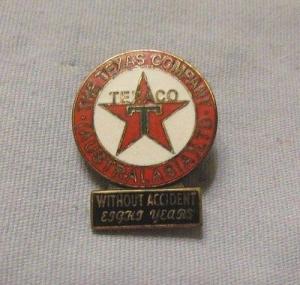 THE TEXAS COMPANY
TEXACO
T
(AUSTRALASIA) LTD
WITHOUT ACCIDENT
EIGHT YEARS